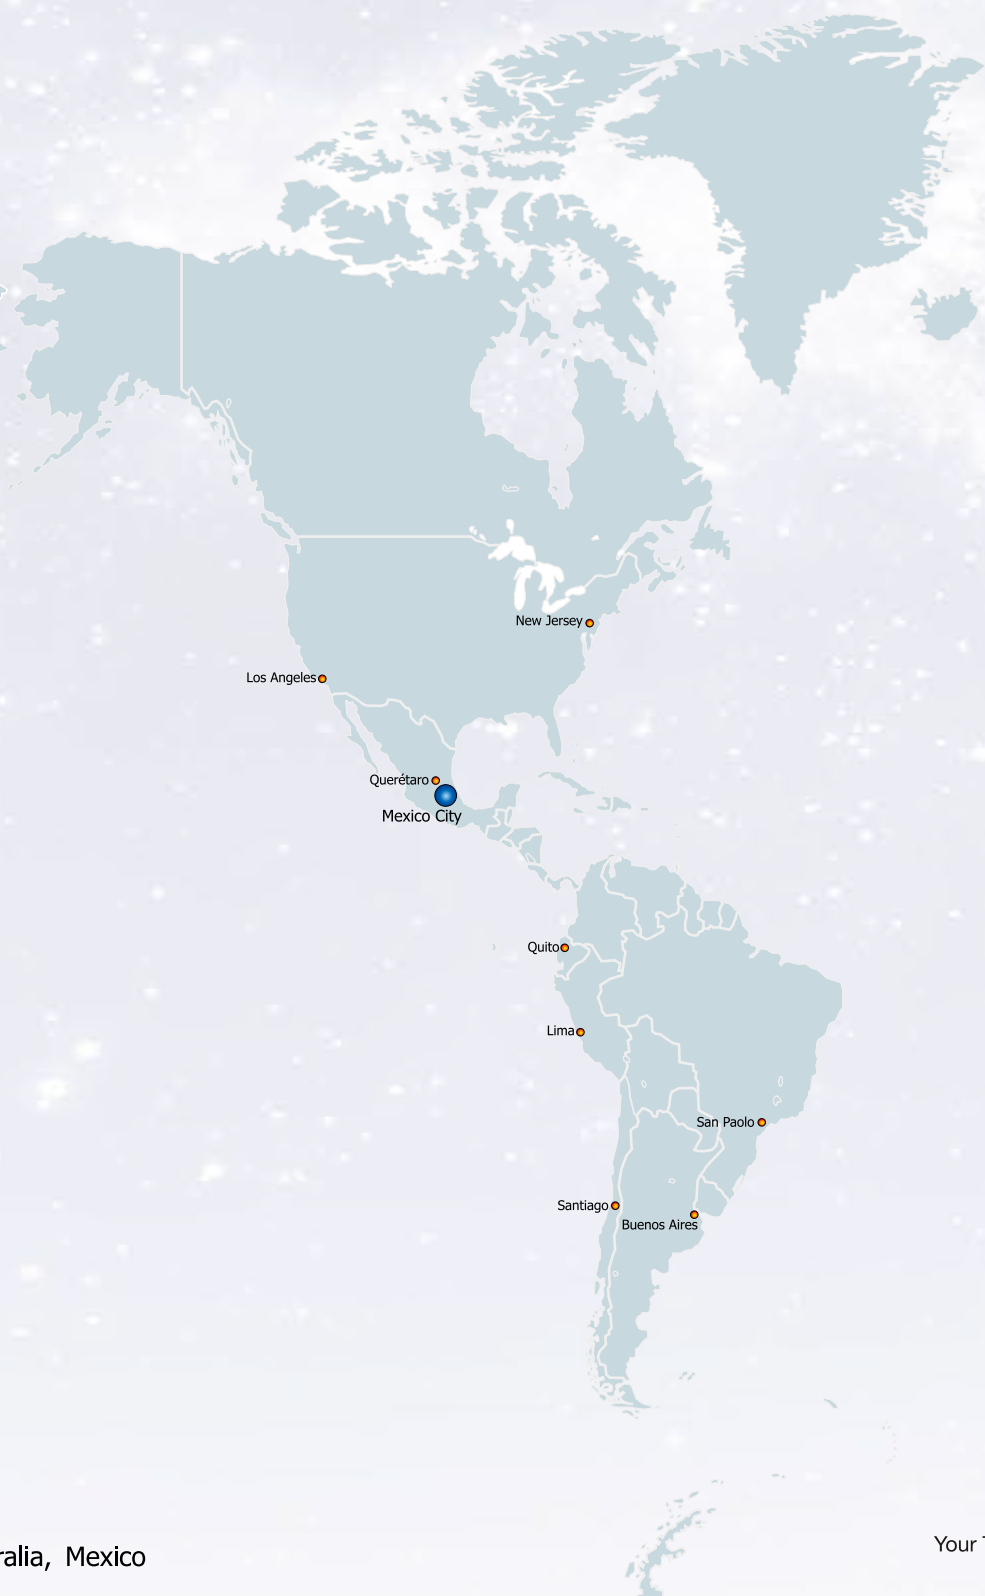 New Jersey
Los Angeles
Querétaro
Mexico City
Quito
Lima
San Paolo
Santiago
Buenos Aires
Your
ralia, Mexico